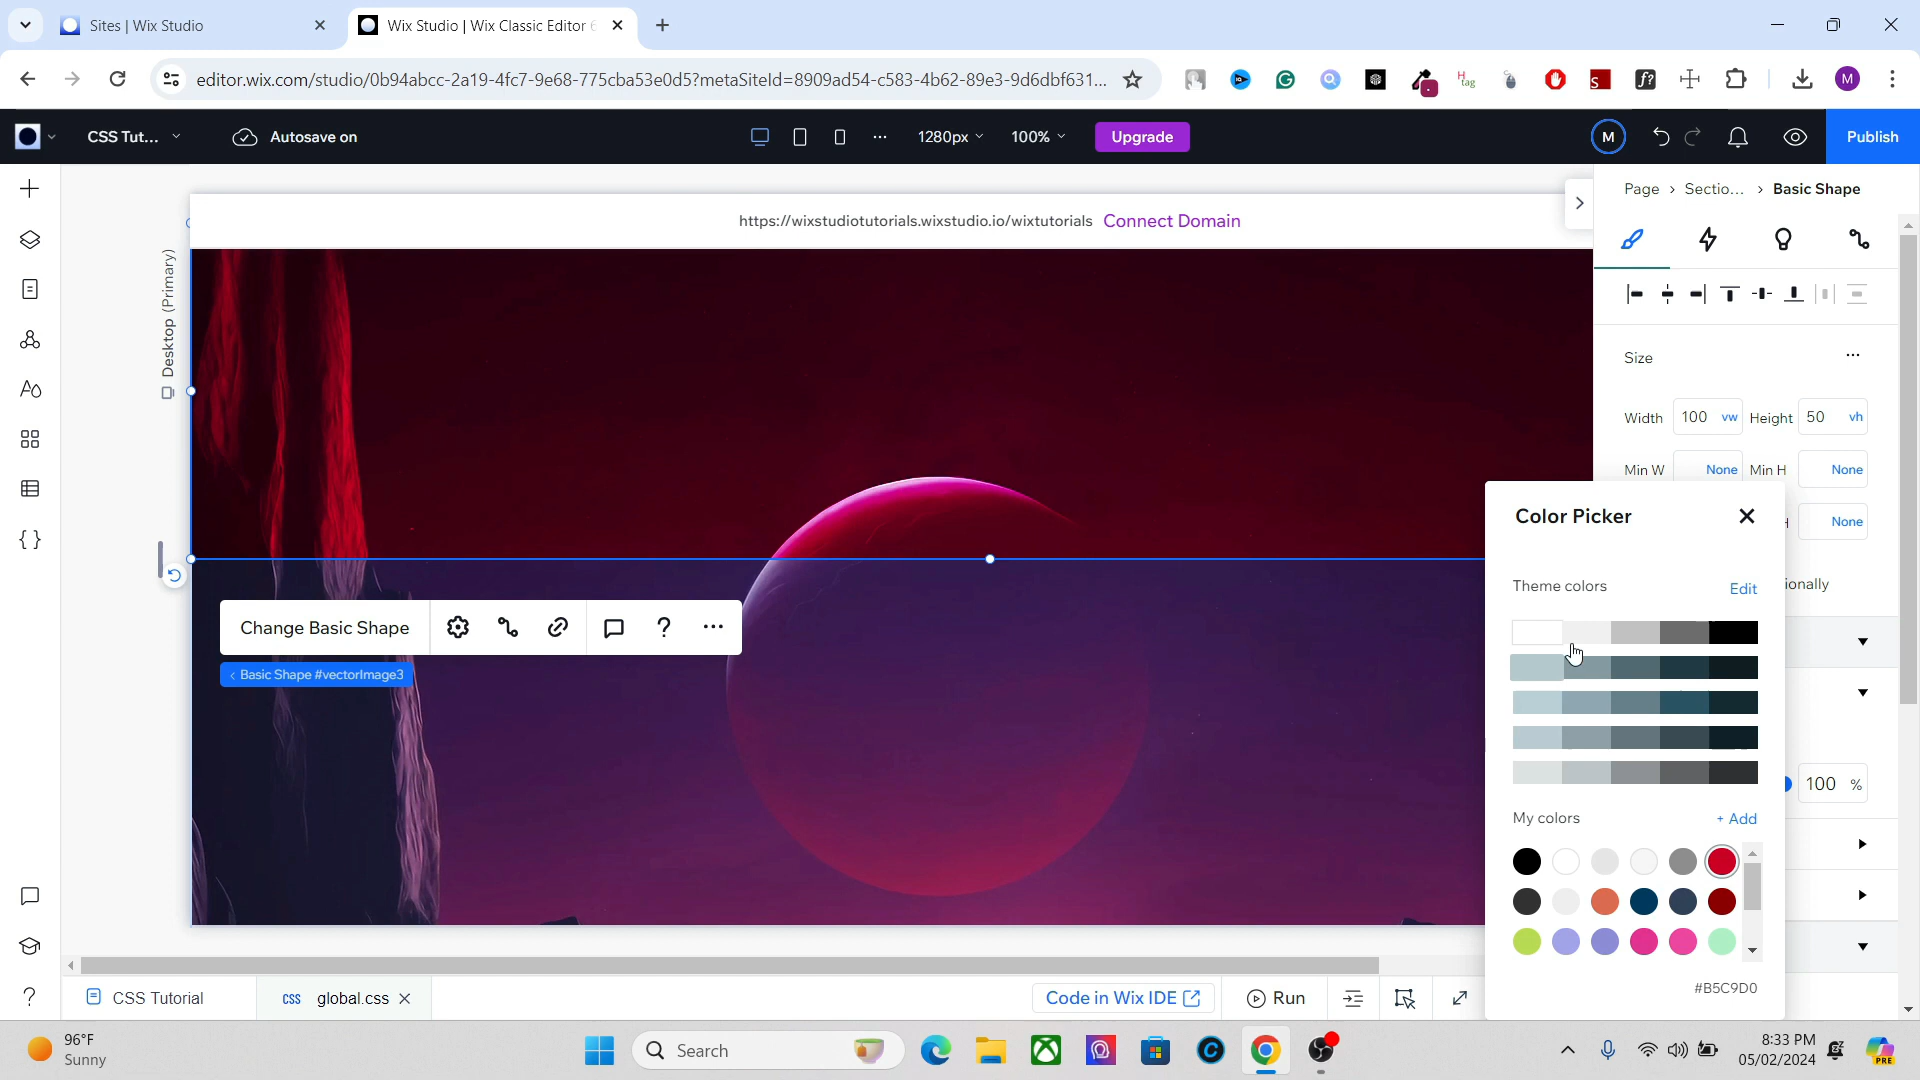 Sites | Wix Studio
Wix Studio | Wix Classic Editor
editor.wix.com/studio/0b94abcc-2a19-4fc7-9e68-775cba53e0d5?metaSiteId=8909ad54-c583-4b62-89e3-9d6dbf631...
H
tag
S
f?
M
CSS Tut...
Autosave on
1280px
100%
Upgrade
M
Publish
https://wixstudiotutorials.wixstudio.io/wixtutorials Connect Domain
Page > Sectio... > Basic Shape
Desktop (Primary)
Size
Width 100 vw Height 50 vh
Min W None Min H None
None
Color Picker
ionally
Theme colors Edit
Change Basic Shape
< Basic Shape #vectorImage3
100 %
My colors + Add
#B5C9D0
CSS Tutorial
css global.css
Code in Wix IDE
Run
96°F
Sunny
Search
8:33 PM
05/02/2024
PRE